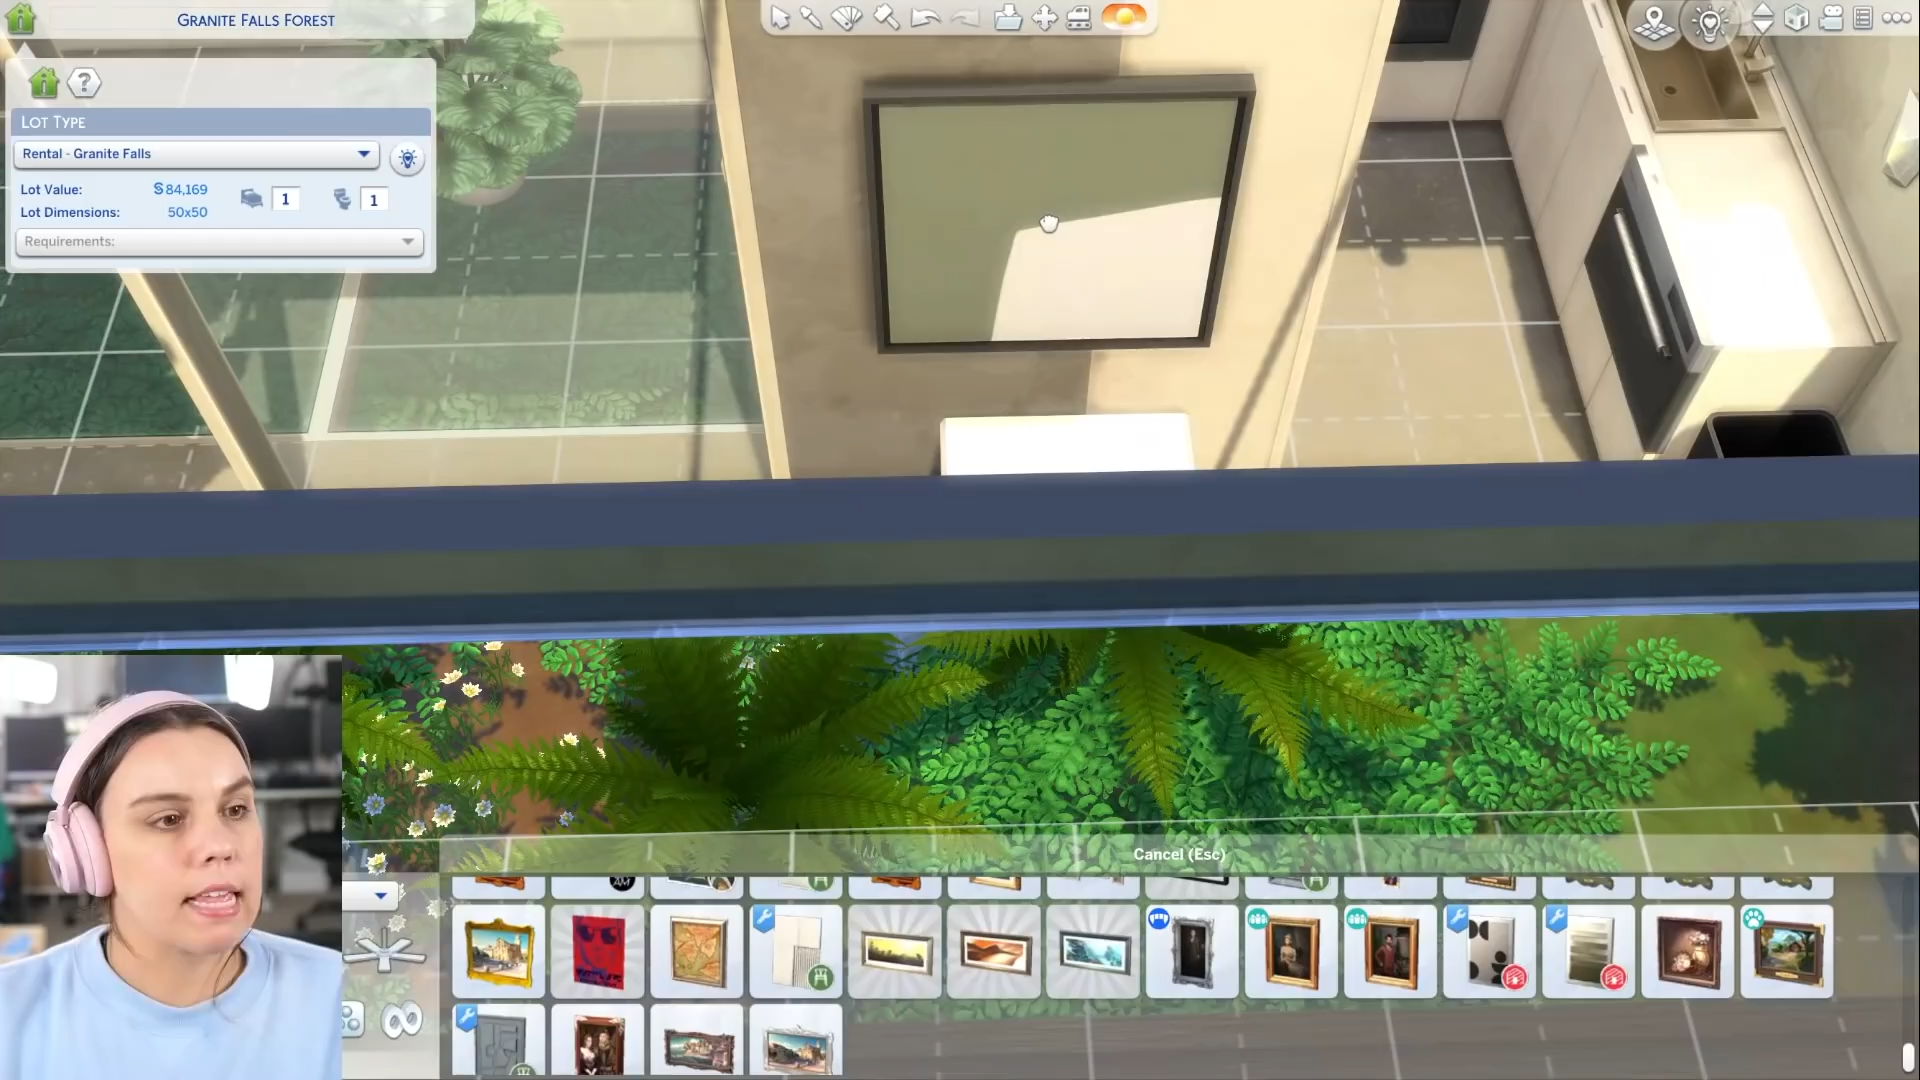 GRANITE FALLS FOREST
?
LOT TYPE
Rental - Granite Falls
Lot Value: §84,169 1 1
Lot Dimensions: 50x50
Requirements:
Cancel (Esc)